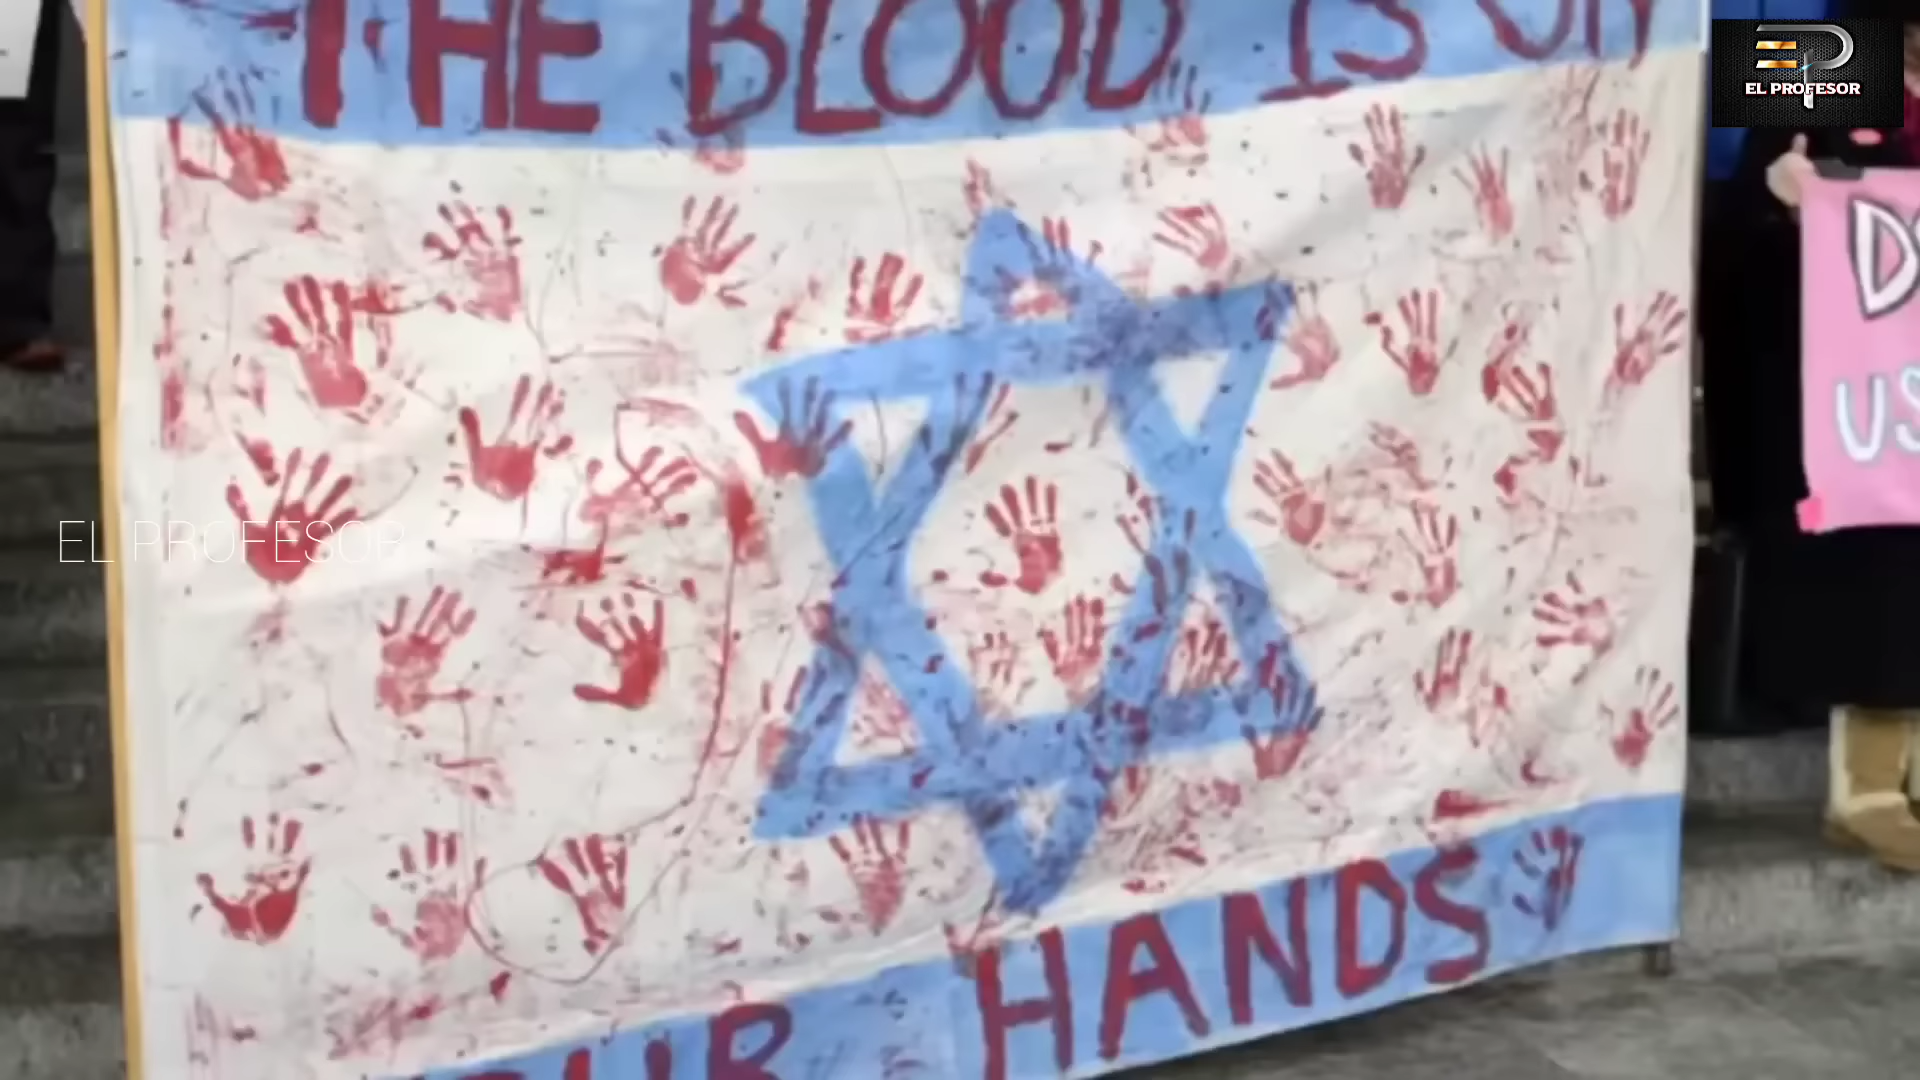 THE BLOOD IS ON
EL PROFESOR
EL PROFESOR
HANDS